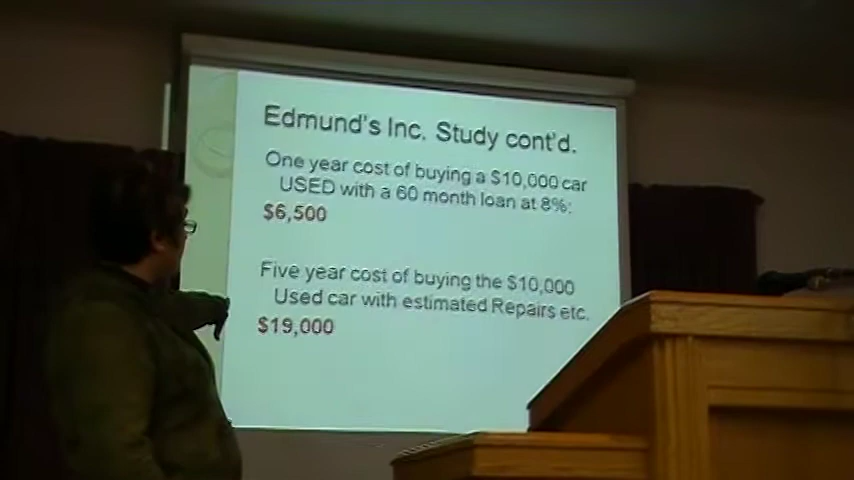 Edmund's Inc. Study cont'd.
One year cost of buying a $10,000 car
USED with a 60 month loan at 8%:
$6,500
Five year cost of buying the $10,000
Used car with estimated Repairs etc.
$19,000